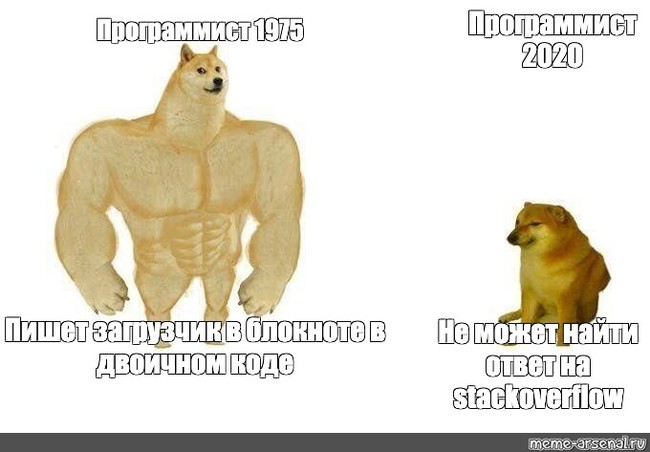 Программист 1975
Программист
2020
Пишет загрузчик в блокноте в
двоичном коде
Не может найти
ответ на
stackoverflow
meme-arsenal.ru